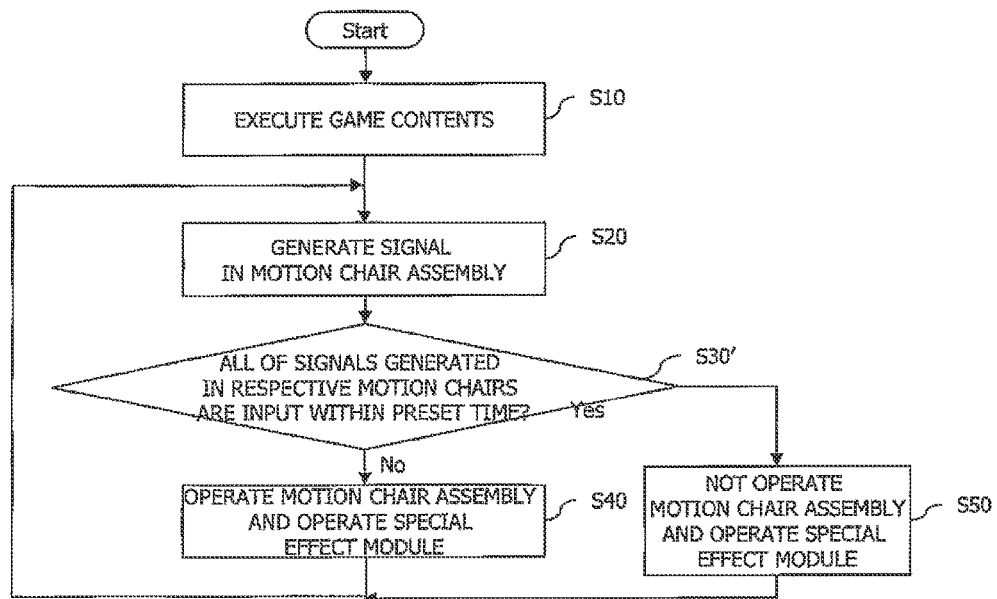 Start
EXECUTE GAME CONTENTS
S10
GENERATE SIGNAL
IN MOTION CHAIR ASSEMBLY
S20
ALL OF SIGNALS GENERATED
IN RESPECTIVE MOTION CHAIRS
ARE INPUT WITHIN PRESET TIME?
S30'
Yes
No
OPERATE MOTION CHAIR ASSEMBLY
AND OPERATE SPECIAL
EFFECT MODULE
S40
NOT OPERATE
MOTION CHAIR ASSEMBLY
AND OPERATE SPECIAL
EFFECT MODULE
S50